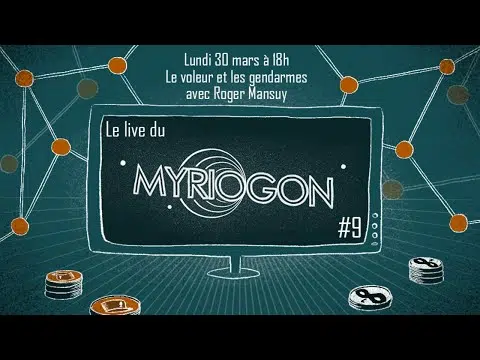 Lundi 30 mars à 18h
Le voleur et les gendarmes
avec Roger Mansuy
Le live du
MYRIOGON
#9